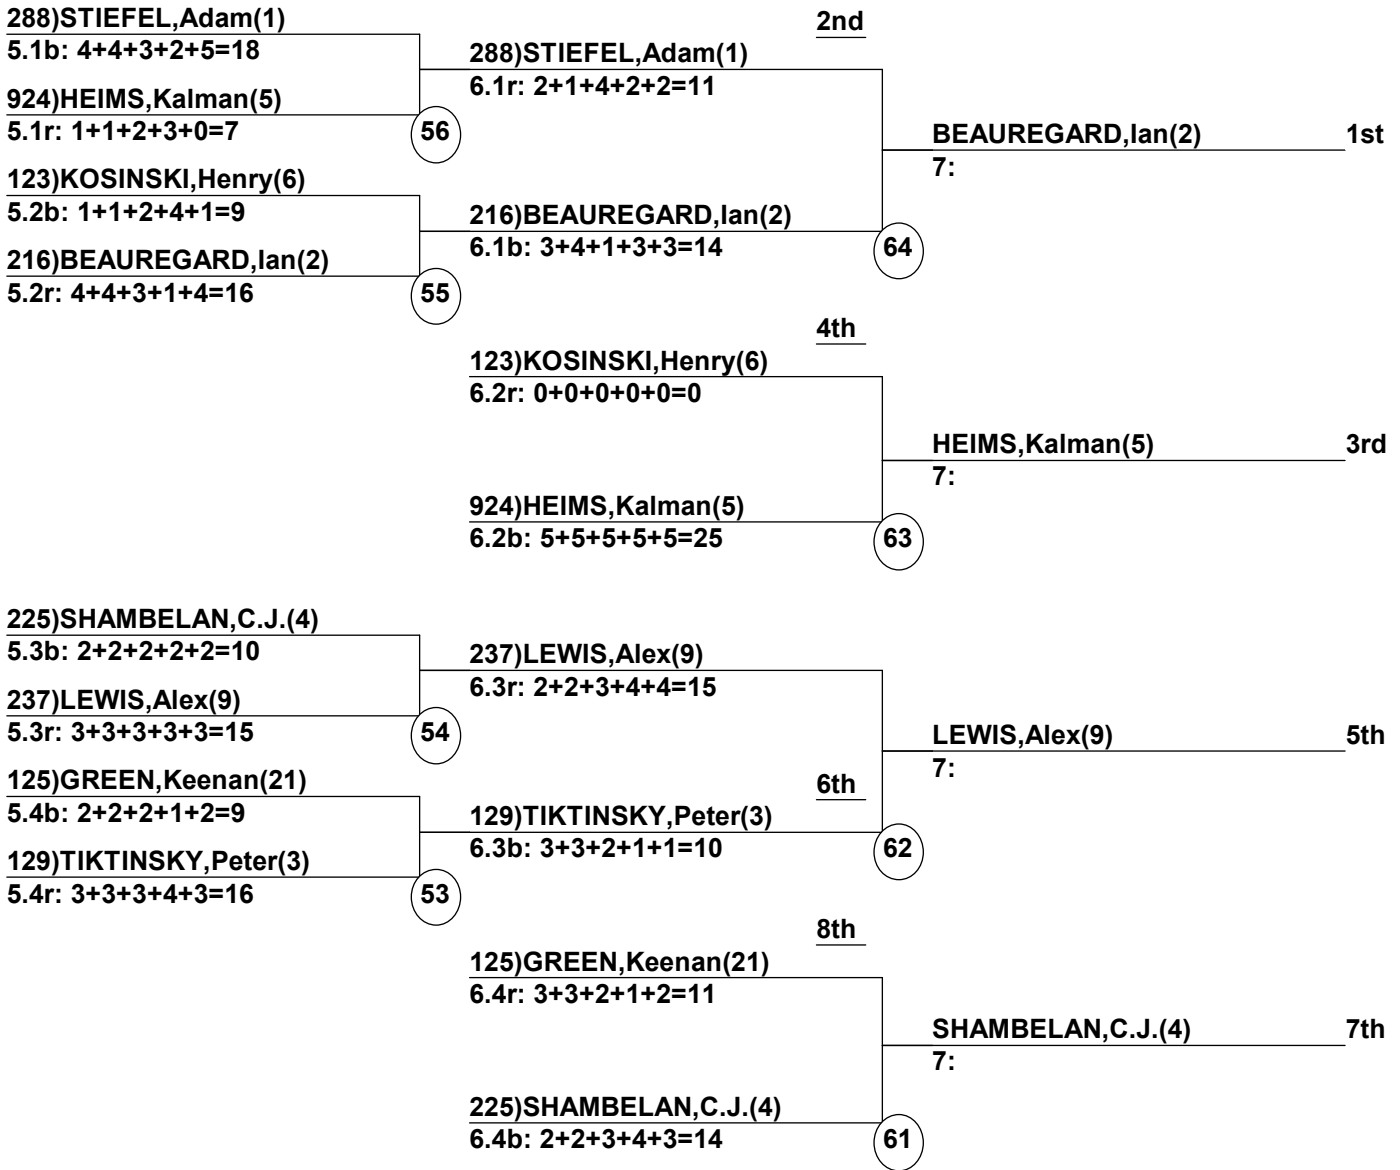 288)STIEFEL,Adam(1)
5.1b: 4+4+3+2+5=18
924)HEIMS,Kalman(5)
5.1r: 1+1+2+3+0=7
56
123)KOSINSKI,Henry(6)
5.2b: 1+1+2+4+1=9
216)BEAUREGARD,Ian(2)
5.2r: 4+4+3+1+4=16
55
2nd
288)STIEFEL,Adam(1)
6.1r: 2+1+4+2+2=11
216)BEAUREGARD,Ian(2)
6.1b: 3+4+1+3+3=14
64
BEAUREGARD,Ian(2) 1st
7:
4th
123)KOSINSKI,Henry(6)
6.2r: 0+0+0+0+0=0
924)HEIMS,Kalman(5)
6.2b: 5+5+5+5+5=25
63
HEIMS,Kalman(5) 3rd
7:
225)SHAMBELAN,C.J.(4)
5.3b: 2+2+2+2+2=10
237)LEWIS,Alex(9)
5.3r: 3+3+3+3+3=15
54
125)GREEN,Keenan(21)
5.4b: 2+2+2+1+2=9
129)TIKTINSKY,Peter(3)
5.4r: 3+3+3+4+3=16
53
237)LEWIS,Alex(9)
6.3r: 2+2+3+4+4=15
6th
129)TIKTINSKY,Peter(3)
6.3b: 3+3+2+1+1=10
62
LEWIS,Alex(9) 5th
7:
8th
125)GREEN,Keenan(21)
6.4r: 3+3+2+1+2=11
225)SHAMBELAN,C.J.(4)
6.4b: 2+2+3+4+3=14
61
SHAMBELAN,C.J.(4) 7th
7: